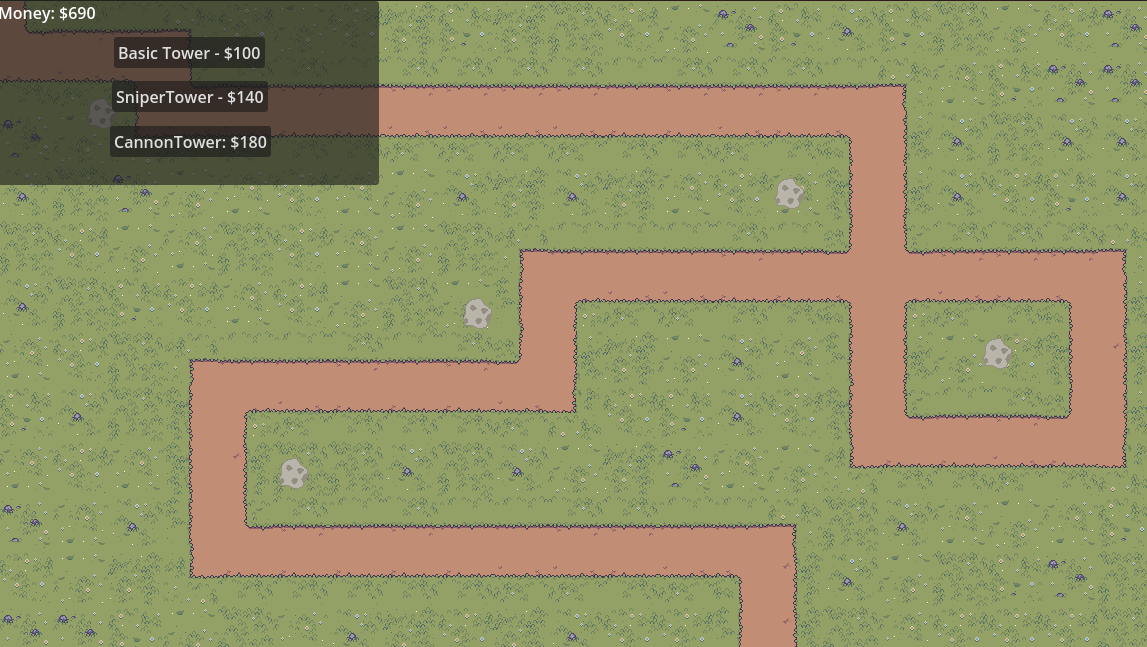 Money: $690
Basic Tower - $100
SniperTower - $140
CannonTower: $180